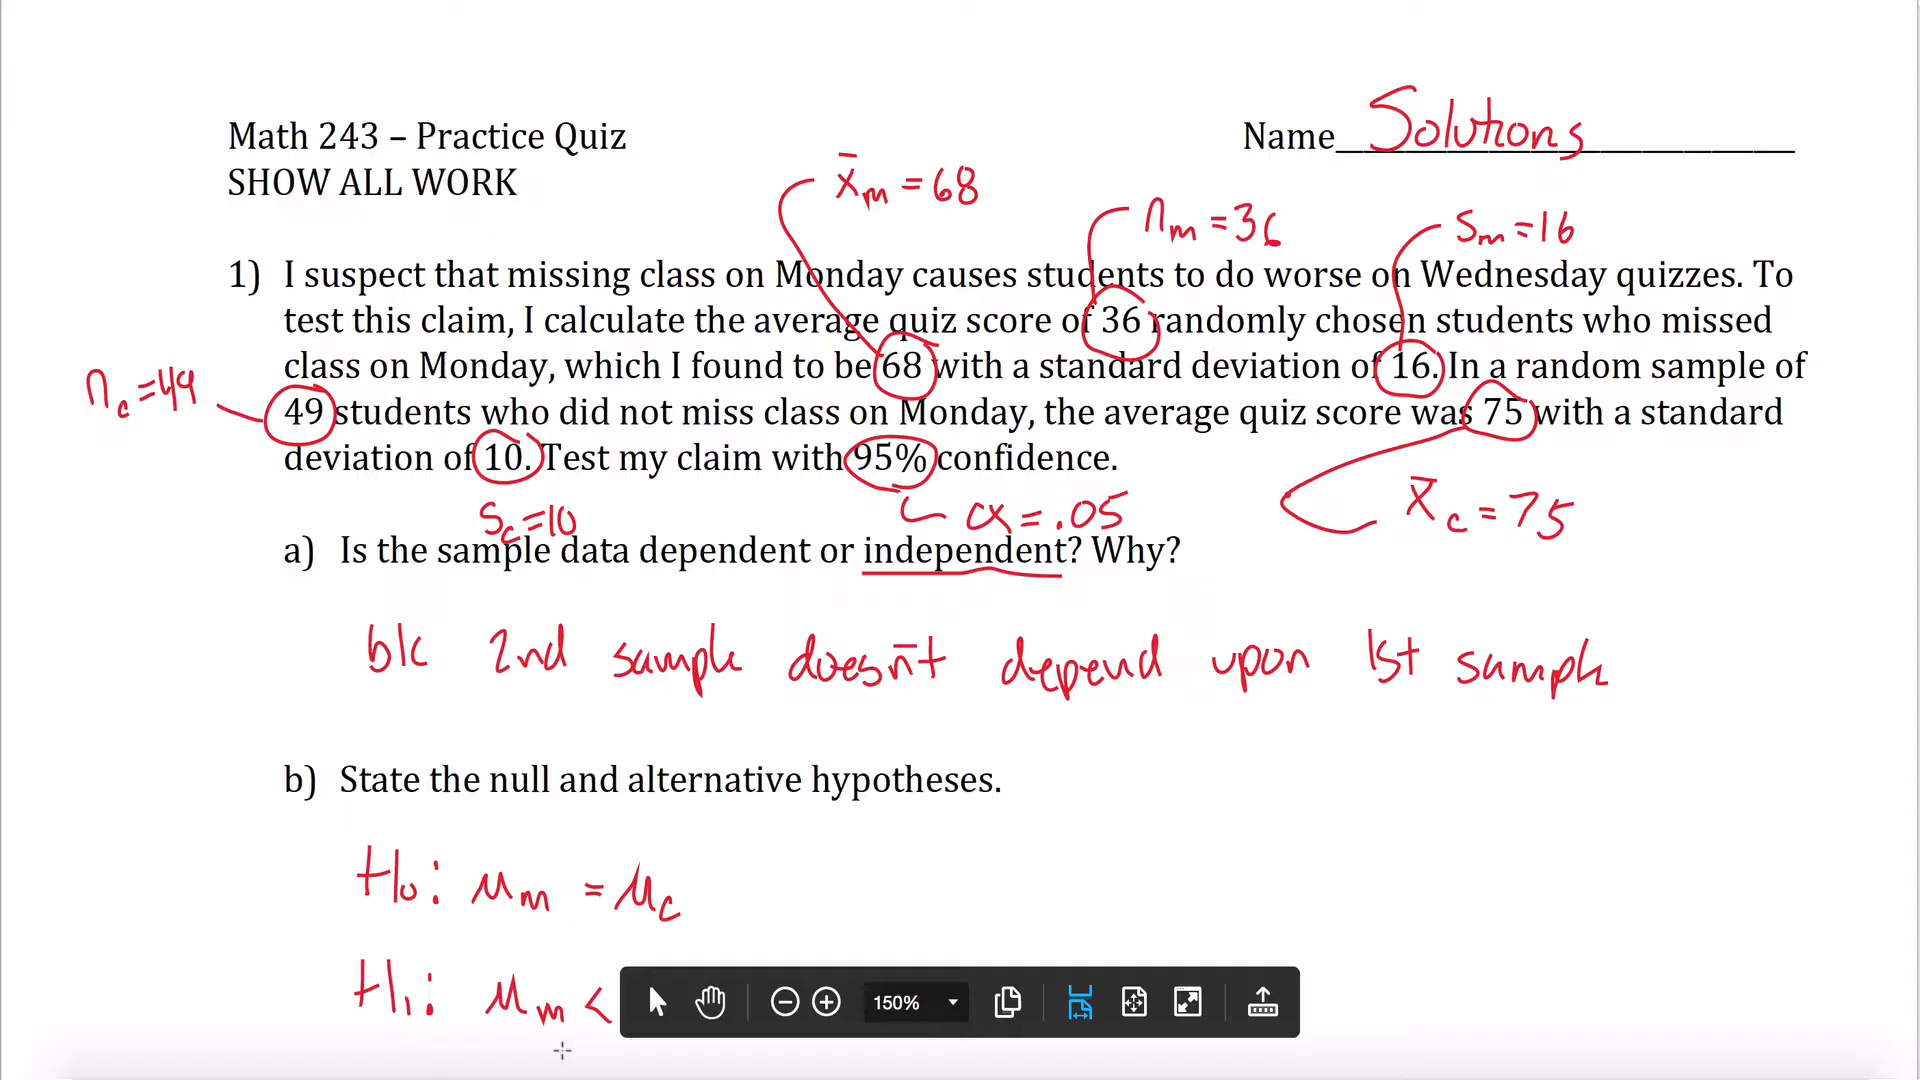 Math 243 – Practice Quiz
Name Solutions
SHOW ALL WORK
x̄m = 68
nm = 36
sm = 16
1) I suspect that missing class on Monday causes students to do worse on Wednesday quizzes. To
test this claim, I calculate the average quiz score of 36 randomly chosen students who missed
class on Monday, which I found to be 68 with a standard deviation of 16. In a random sample of
nc = 49
49 students who did not miss class on Monday, the average quiz score was 75 with a standard
deviation of 10. Test my claim with 95% confidence.
sc = 10
α = .05
x̄c = 75
a) Is the sample data dependent or independent? Why?
b/c 2nd sample doesn't depend upon 1st sample
b) State the null and alternative hypotheses.
H₀: μm = μc
H₁: μm <
150%